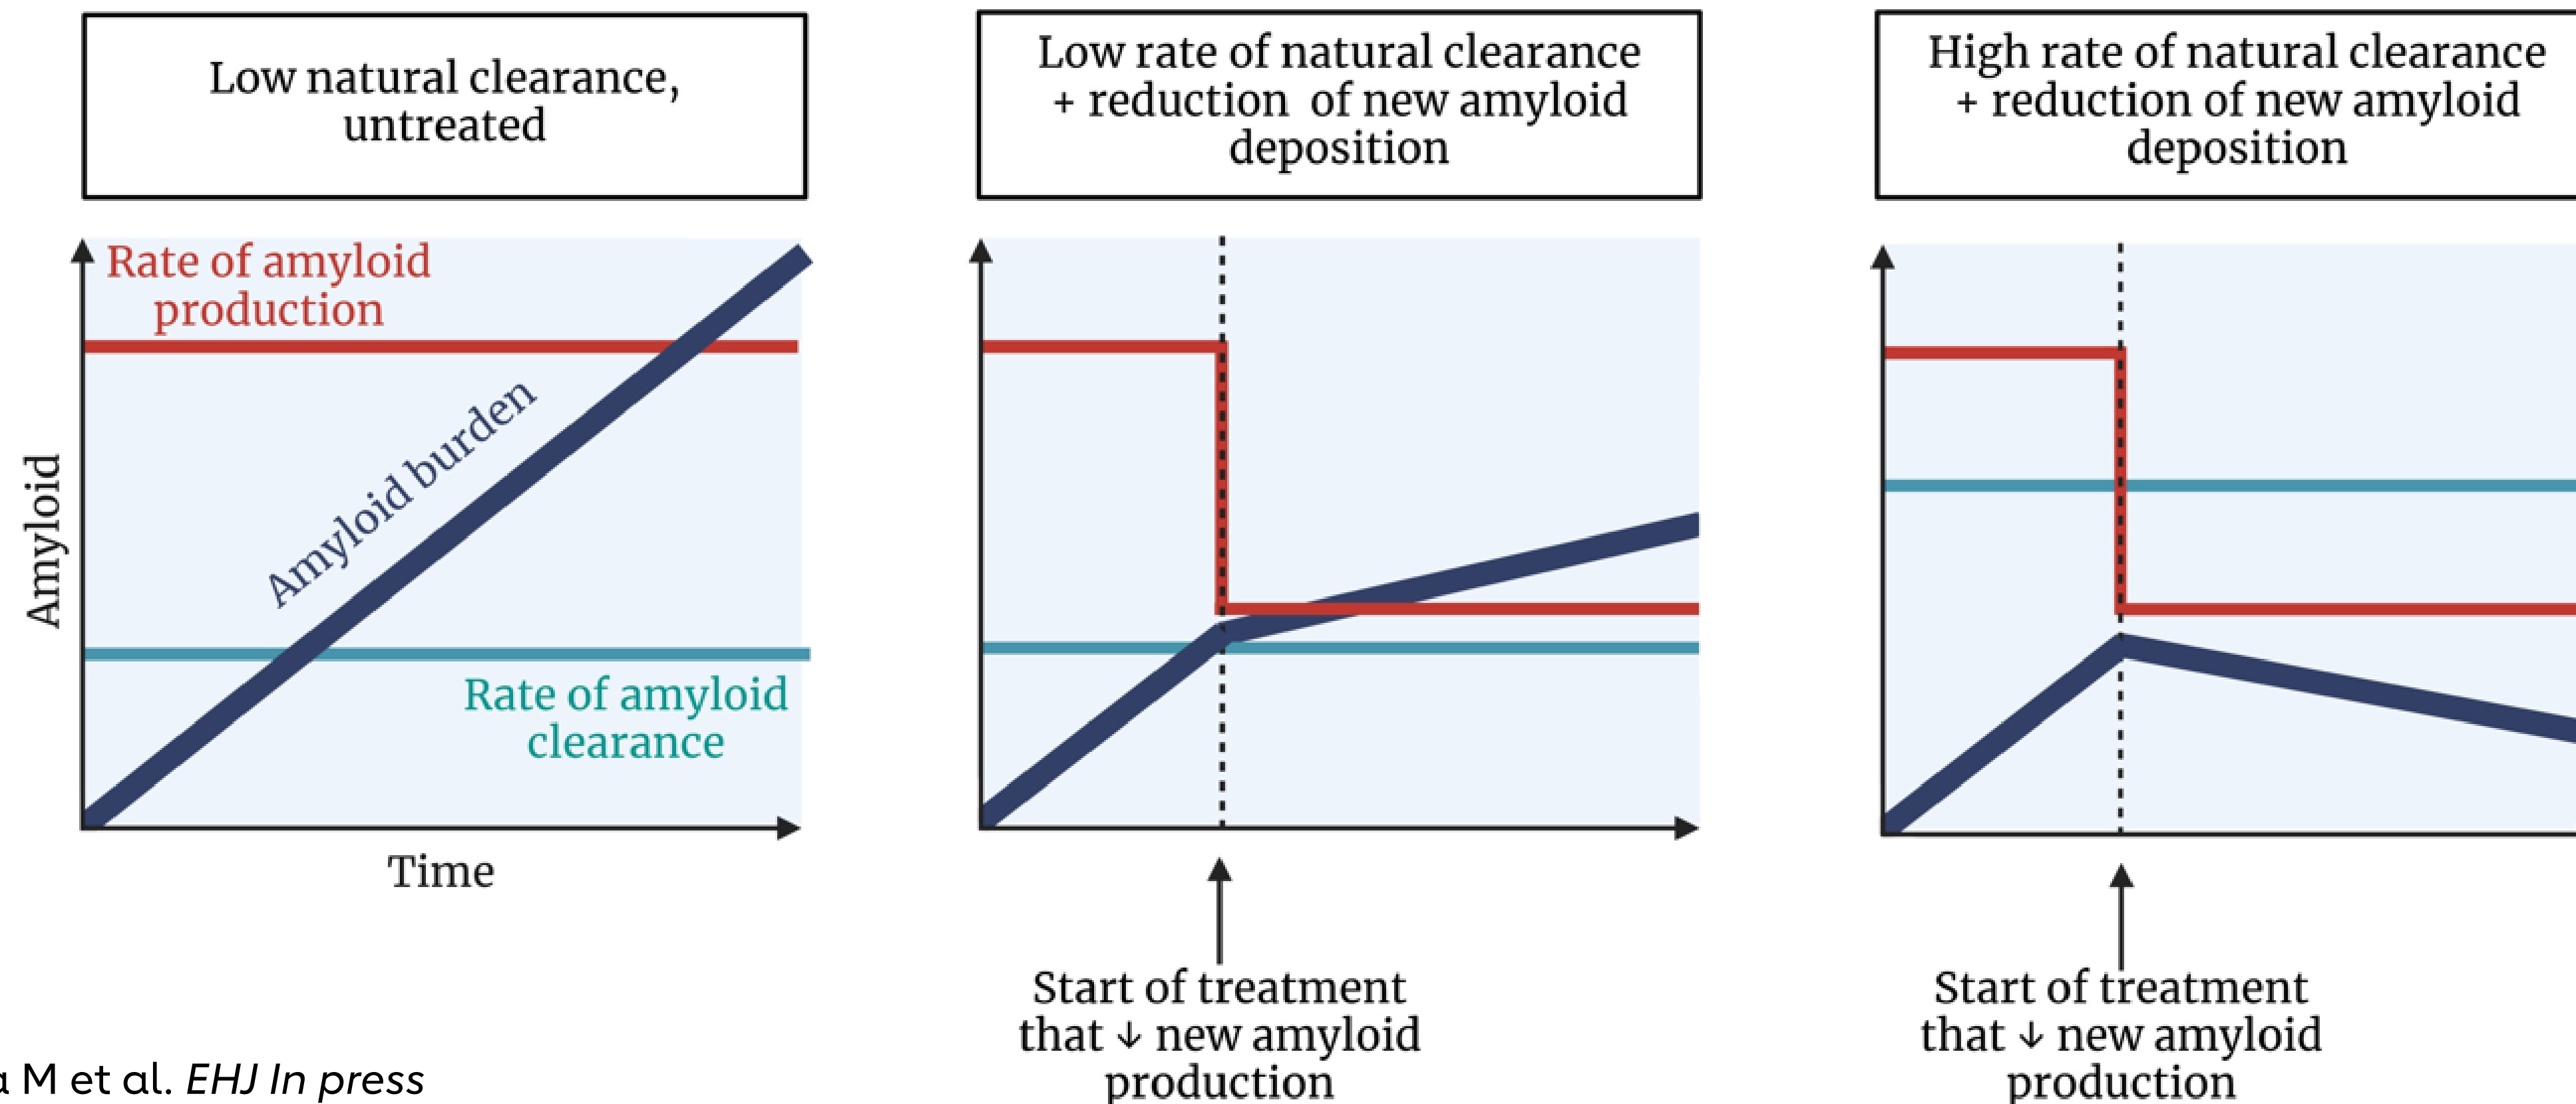 Low natural clearance,
untreated
Low rate of natural clearance
+ reduction of new amyloid
deposition
High rate of natural clearance
+ reduction of new amyloid
deposition
Rate of amyloid
production
Amyloid burden
Rate of amyloid
clearance
Amyloid
Time
Start of treatment
that ↓ new amyloid
production
Start of treatment
that ↓ new amyloid
production
M et al. EHJ In press